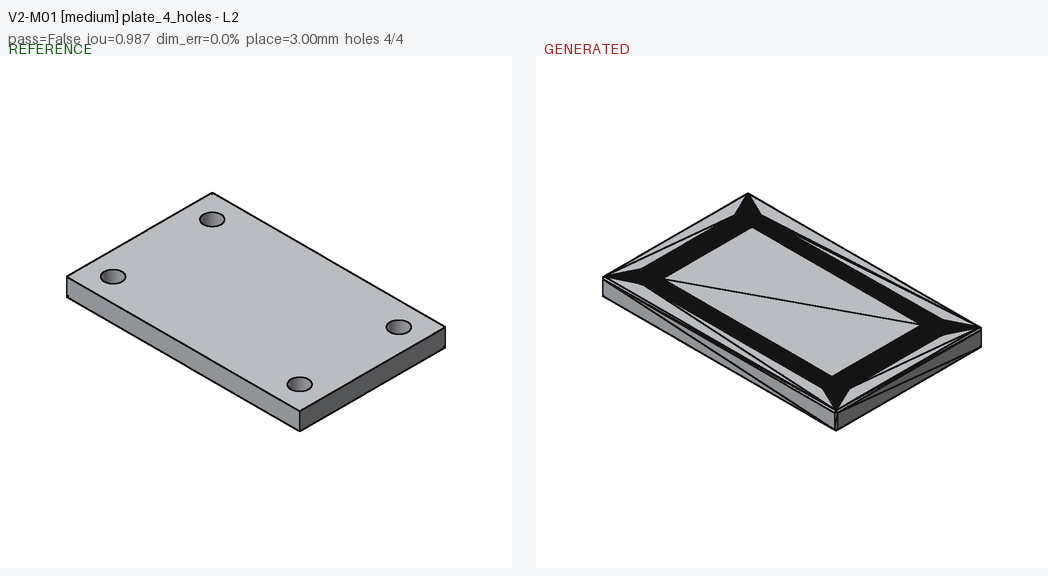 V2-M01 [medium] plate_4_holes - L2
pass=False iou=0.987 dim_err=0.0% place=3.00mm holes 4/4
REFERENCE
GENERATED